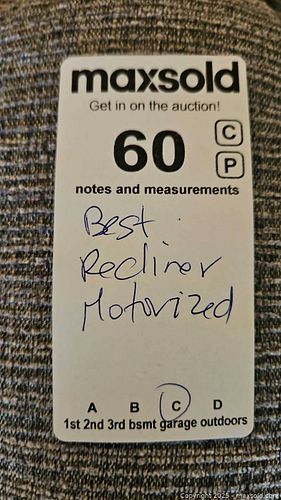 maxsold
Get in on the auction!
60
C
P
notes and measurements
Best
Recliner
Motorized
A B C D
1st 2nd 3rd bsmt garage outdoors
Copyright 2025 - maxsold.com